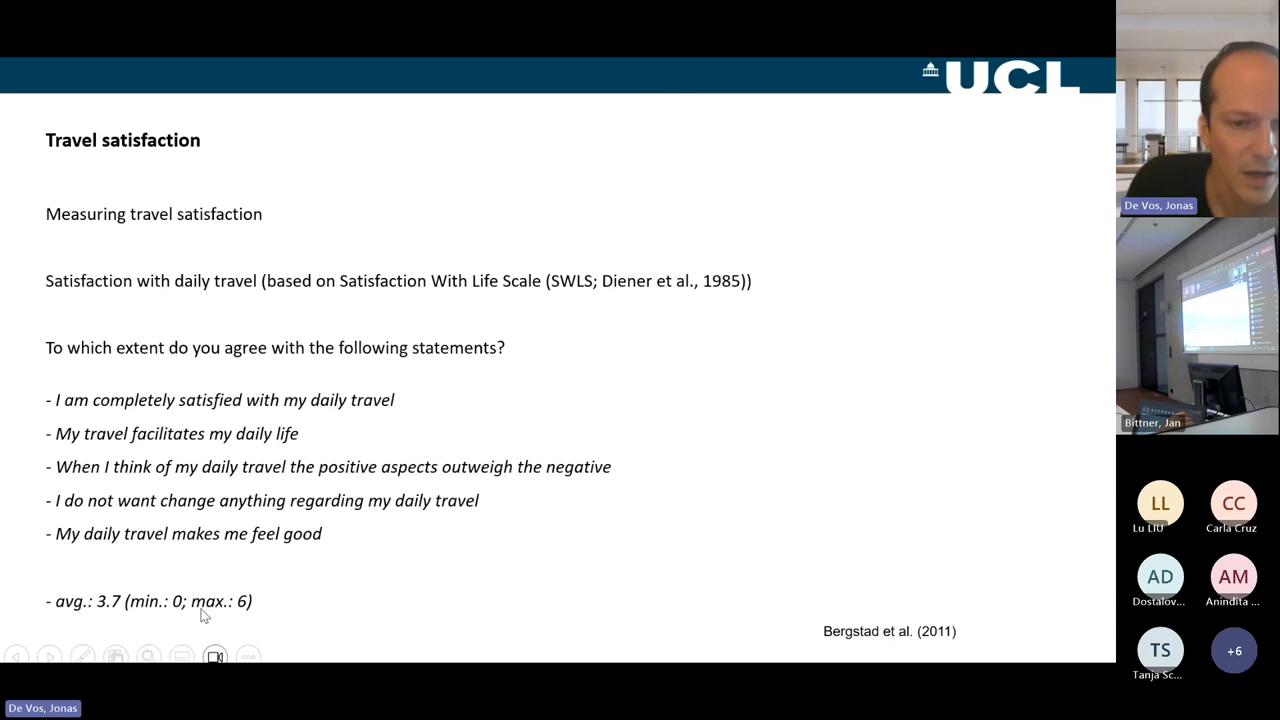 UCL
Travel satisfaction
Measuring travel satisfaction
Satisfaction with daily travel (based on Satisfaction With Life Scale (SWLS; Diener et al., 1985))
To which extent do you agree with the following statements?
- I am completely satisfied with my daily travel
- My travel facilitates my daily life
- When I think of my daily travel the positive aspects outweigh the negative
- I do not want change anything regarding my daily travel
- My daily travel makes me feel good
- avg.: 3.7 (min.: 0; max.: 6)
Bergstad et al. (2011)
De Vos, Jonas
Bittner, Jan
LL
Lu LIU
CC
Carla Cruz
AD
Dostalov...
AM
Anindita ...
TS
Tanja Sc...
+6
De Vos, Jonas